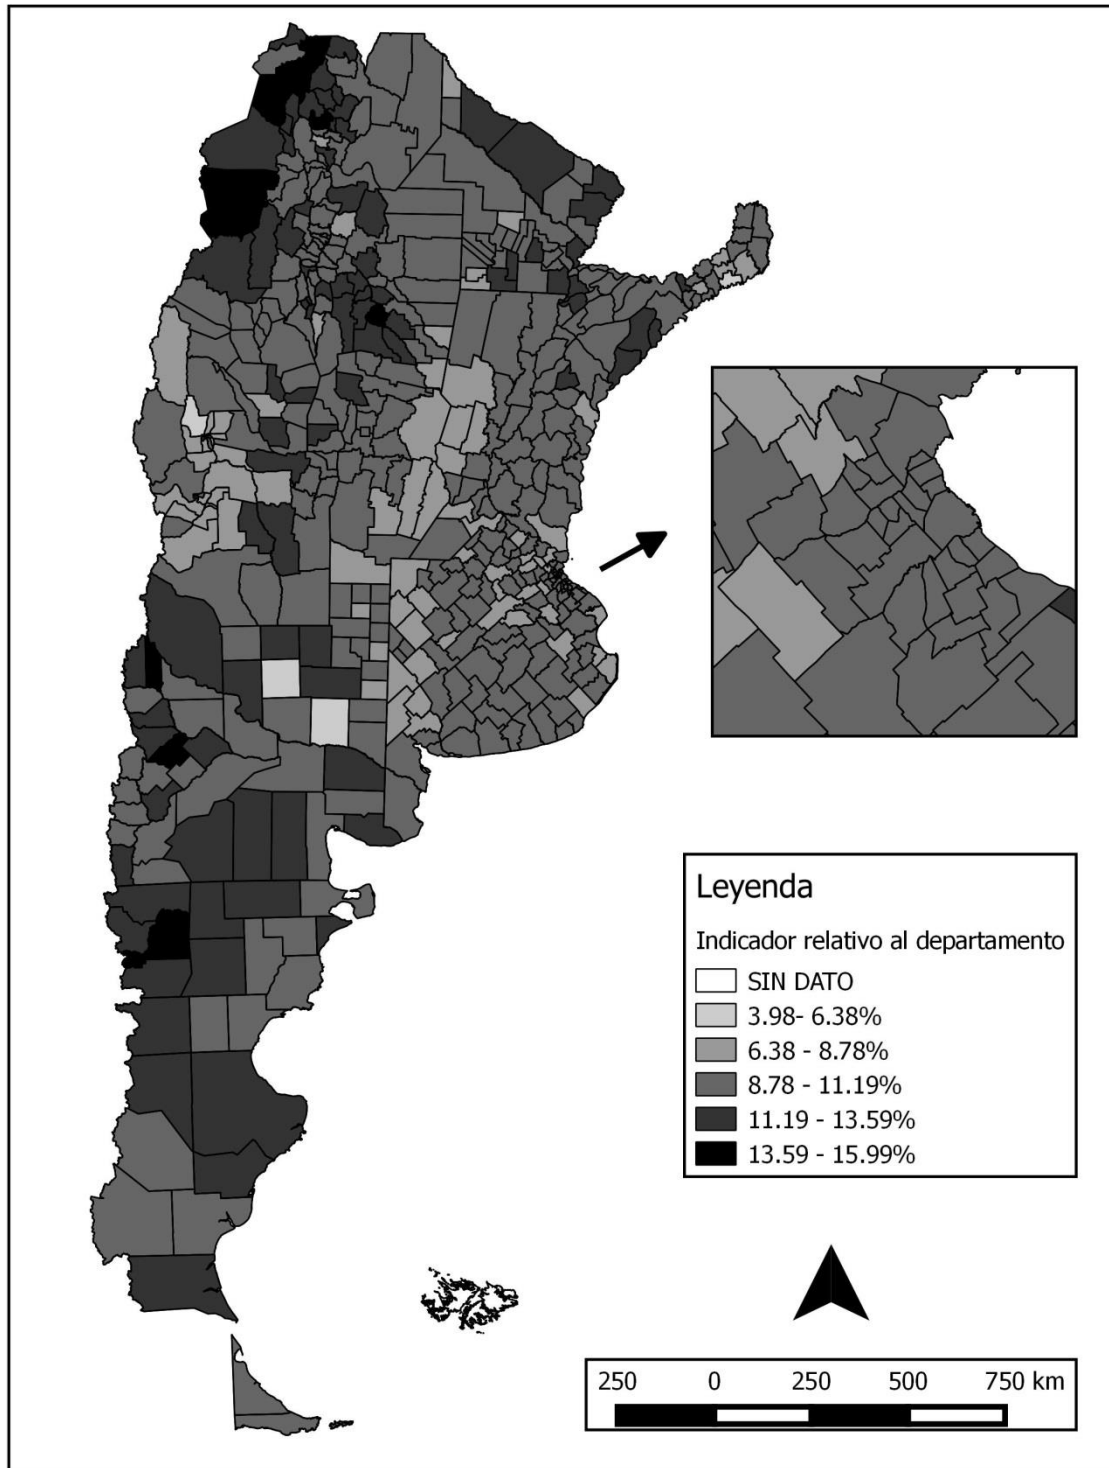 Leyenda
Indicador relativo al departamento
SIN DATO
3.98- 6.38%
6.38 - 8.78%
8.78 - 11.19%
11.19 - 13.59%
13.59 - 15.99%
250 0 250 500 750 km